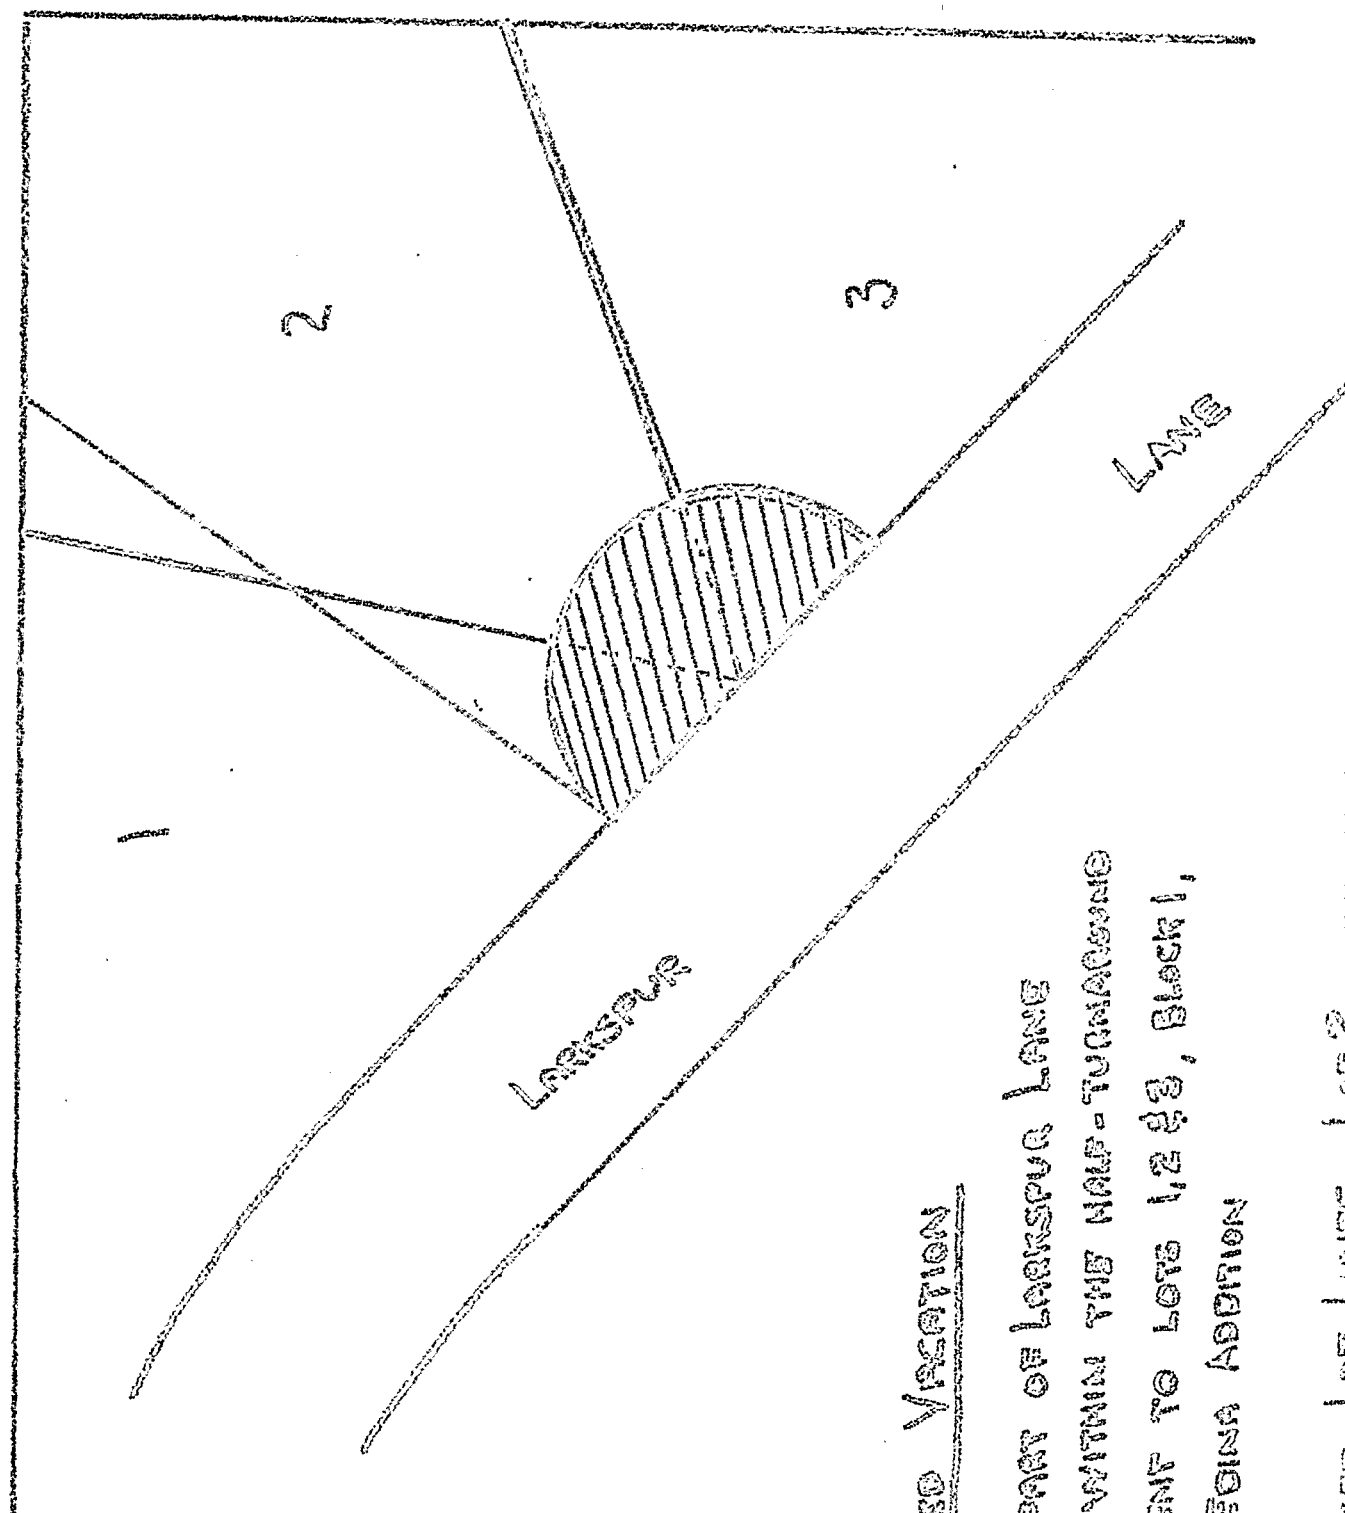 2
3
1
LARKSPUR LANE
VACATION
PART OF LARKSPUR LANE
WITHIN THE HALF-TURNAROUND
TO LOTS 1,2 & 3, BLOCK 1,
EDINA ADDITION